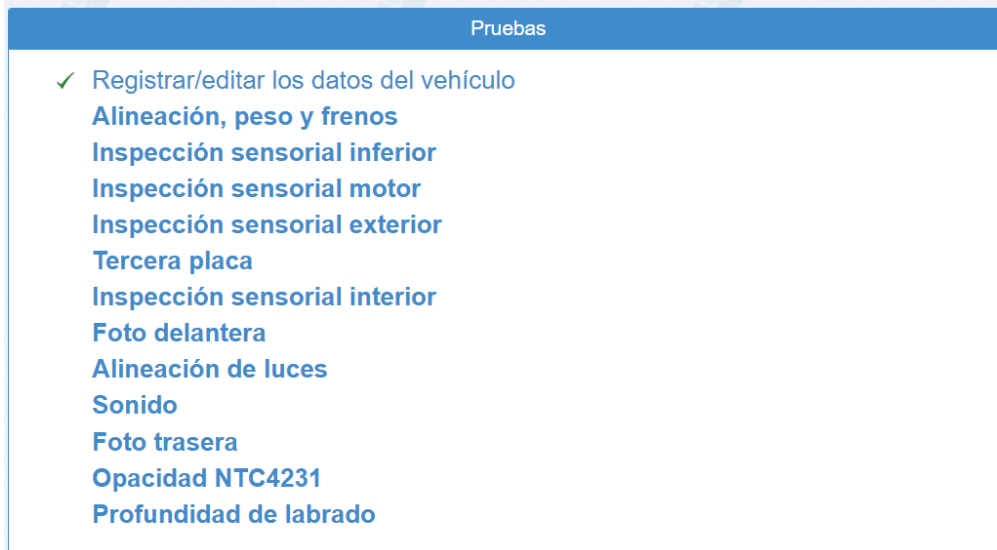 Pruebas
Registrar/editar los datos del vehículo
Alineación, peso y frenos
Inspección sensorial inferior
Inspección sensorial motor
Inspección sensorial exterior
Tercera placa
Inspección sensorial interior
Foto delantera
Alineación de luces
Sonido
Foto trasera
Opacidad NTC4231
Profundidad de labrado